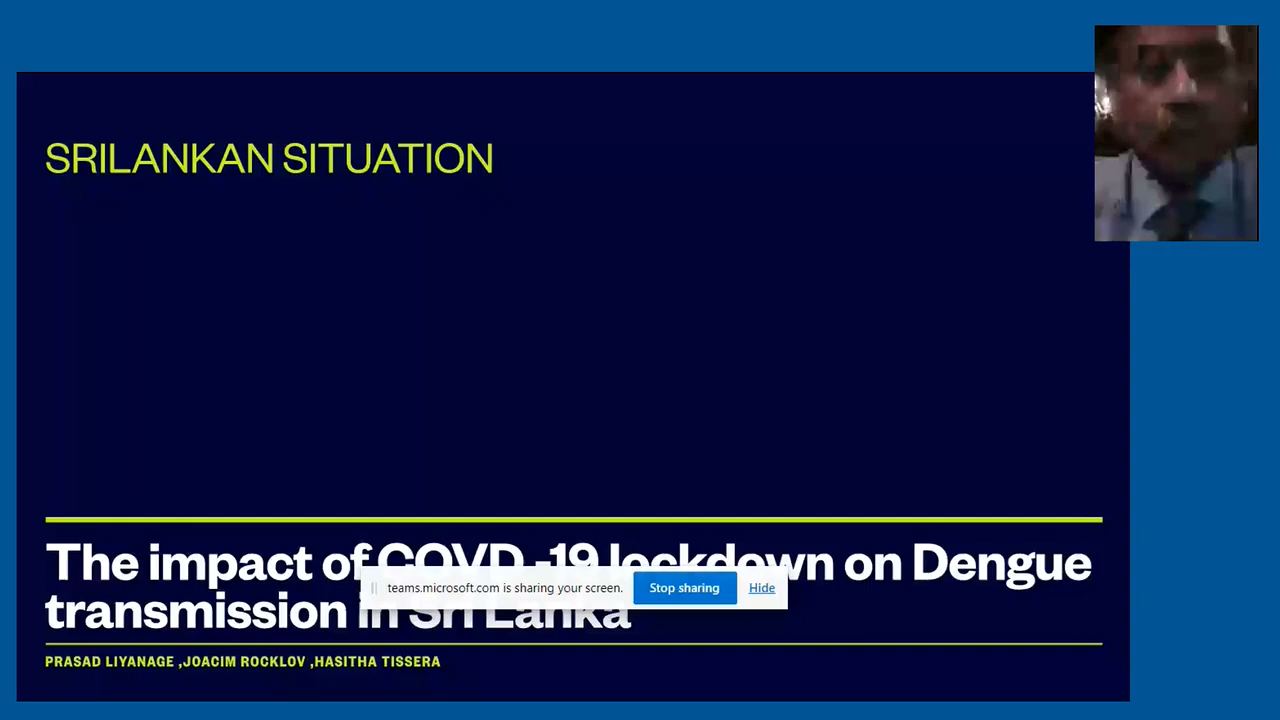 SRILANKAN SITUATION
The impact of COVD -19 lockdown on Dengue
teams.microsoft.com is sharing your screen. Stop sharing Hide
transmission in Sri Lanka
PRASAD LIYANAGE ,JOACIM ROCKLOV ,HASITHA TISSERA